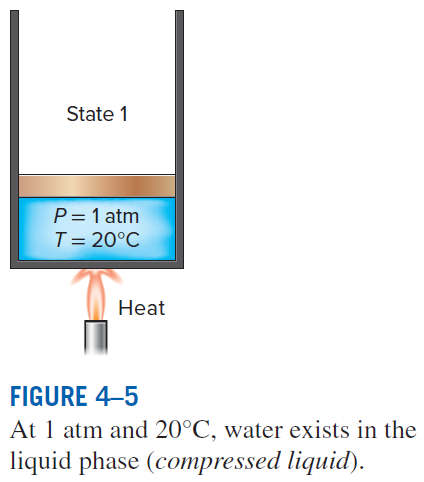 State 1
P = 1 atm
T = 20°C
Heat
FIGURE 4–5
At 1 atm and 20°C, water exists in the
liquid phase (compressed liquid).